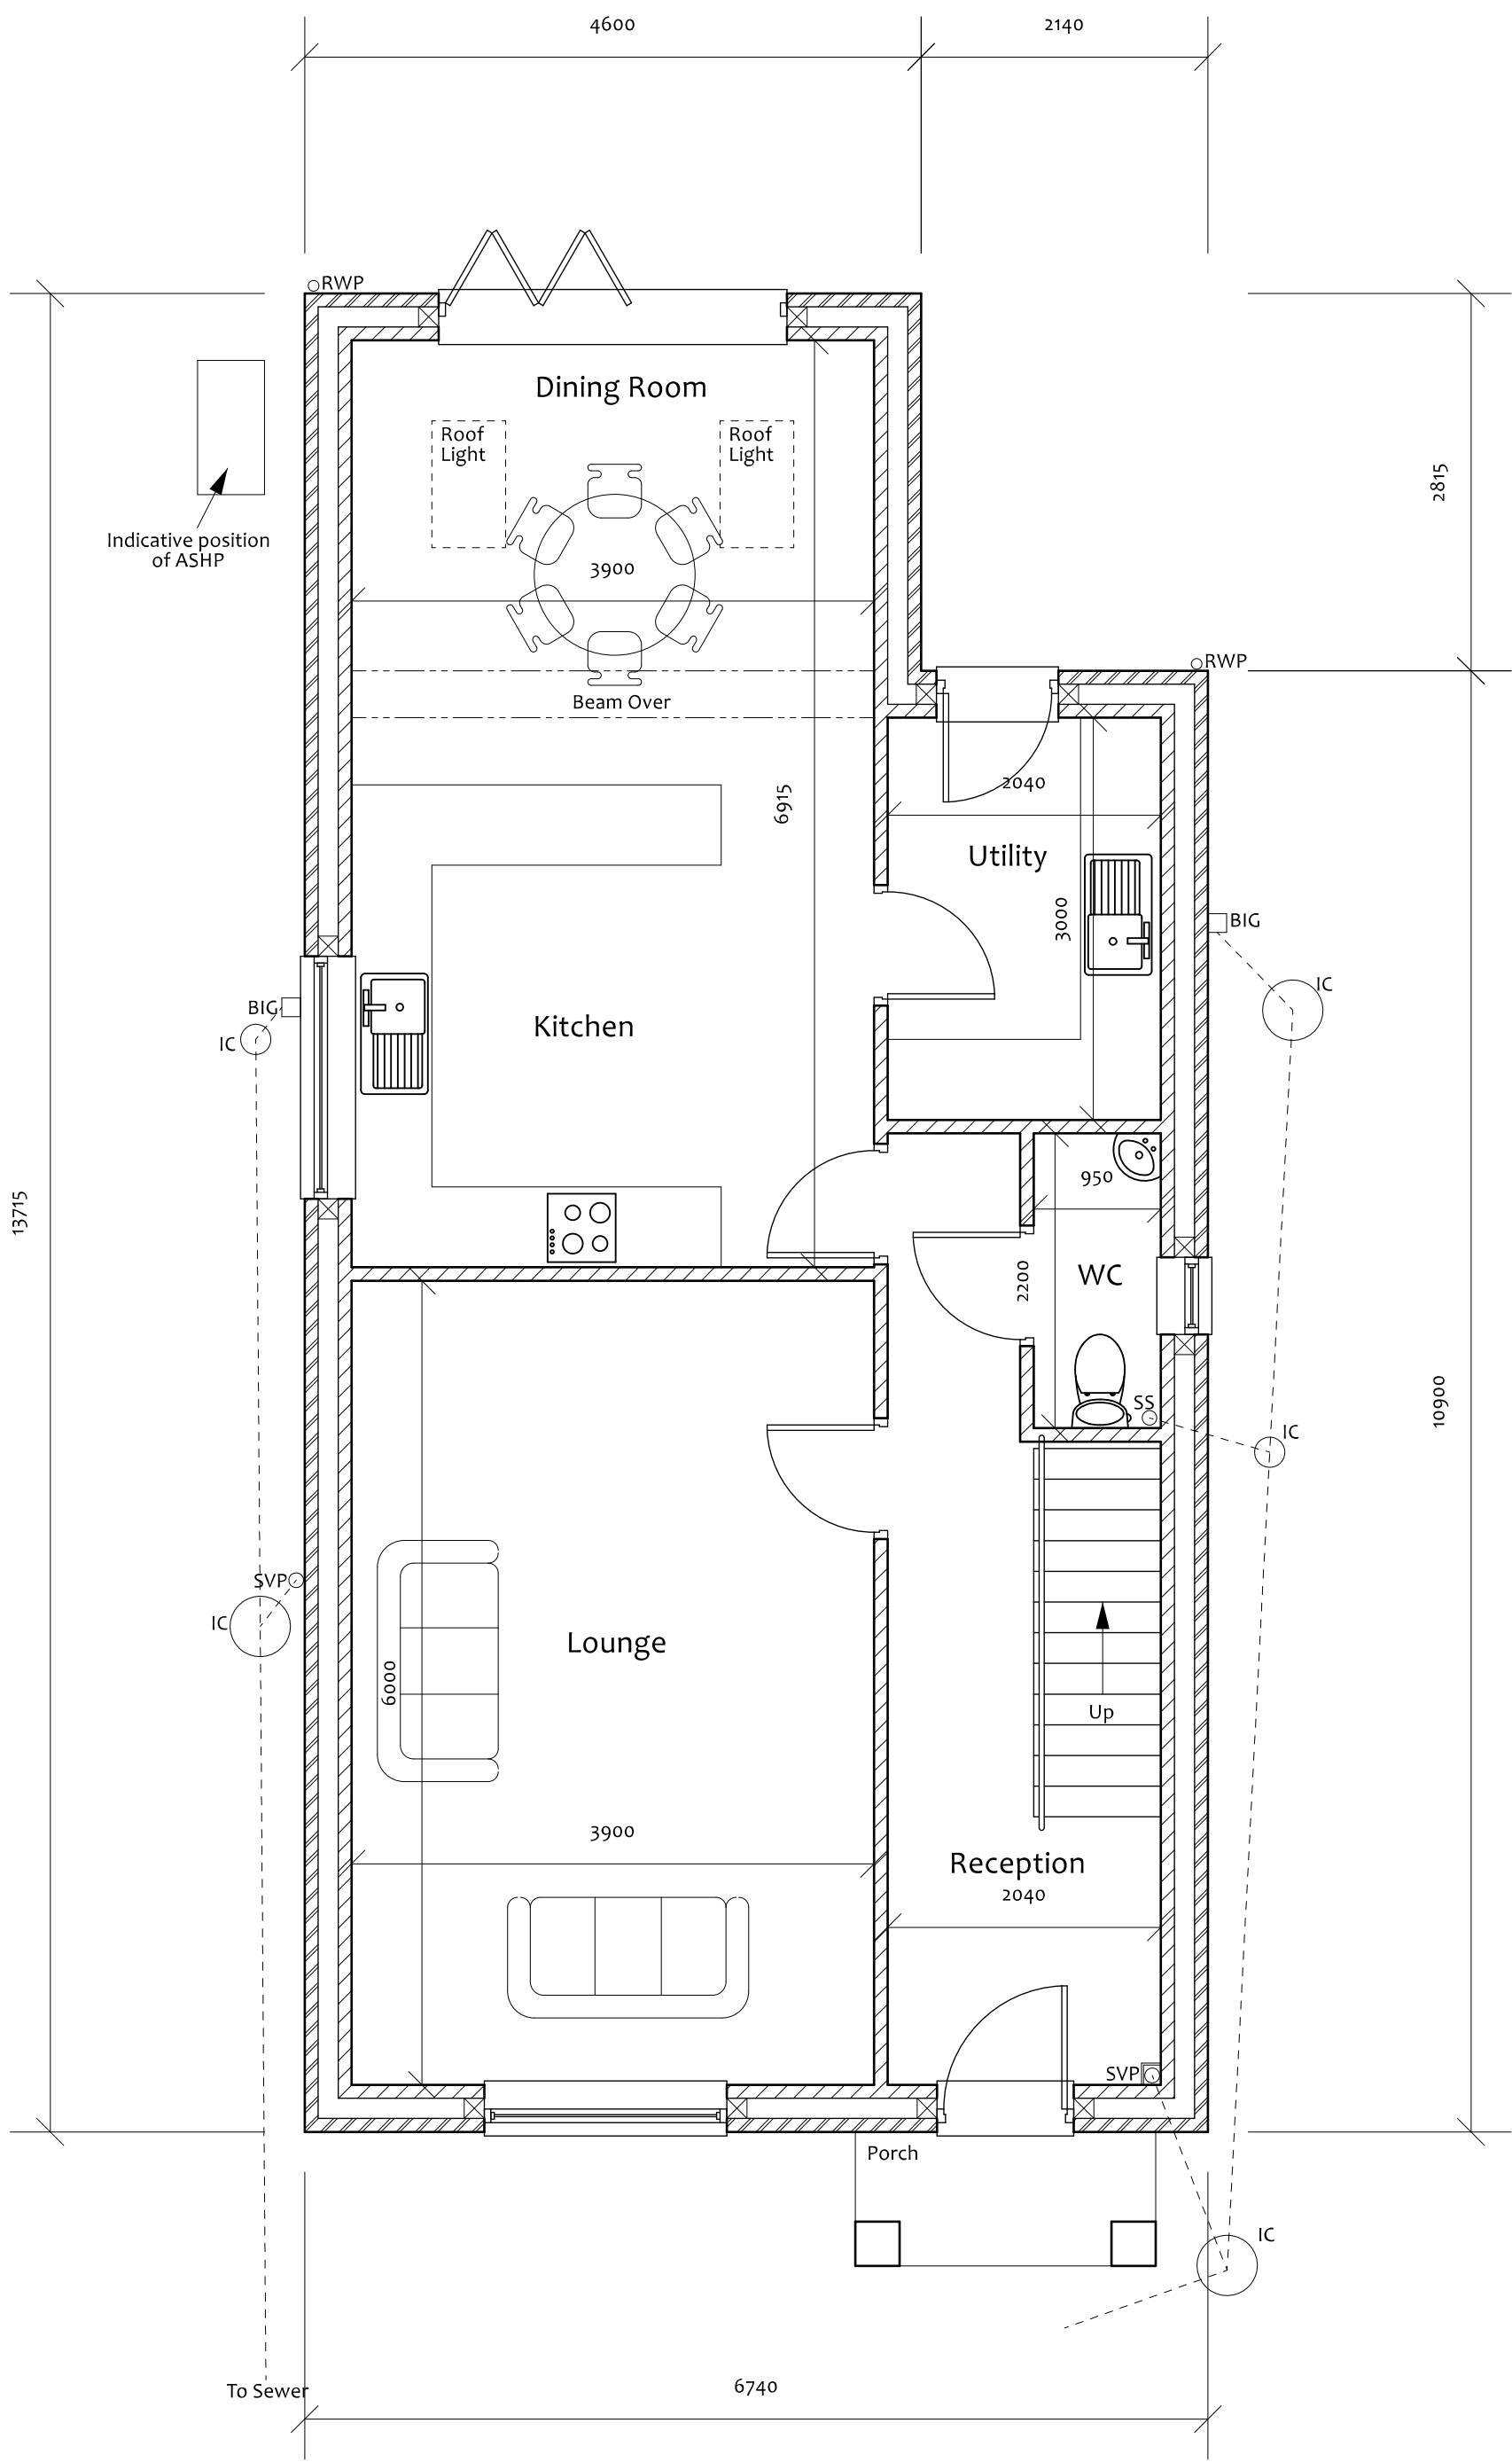 4600
2140
RWP
Dining Room
Roof
Light
Roof
Light
2815
Indicative position
of ASHP
3900
RWP
Beam Over
2040
6915
Utility
3000
BIG
IC
BIG
IC
Kitchen
950
13715
2200
WC
10900
SS
IC
SVP
IC
Lounge
6000
Up
3900
Reception
2040
SVP
Porch
IC
6740
To Sewer